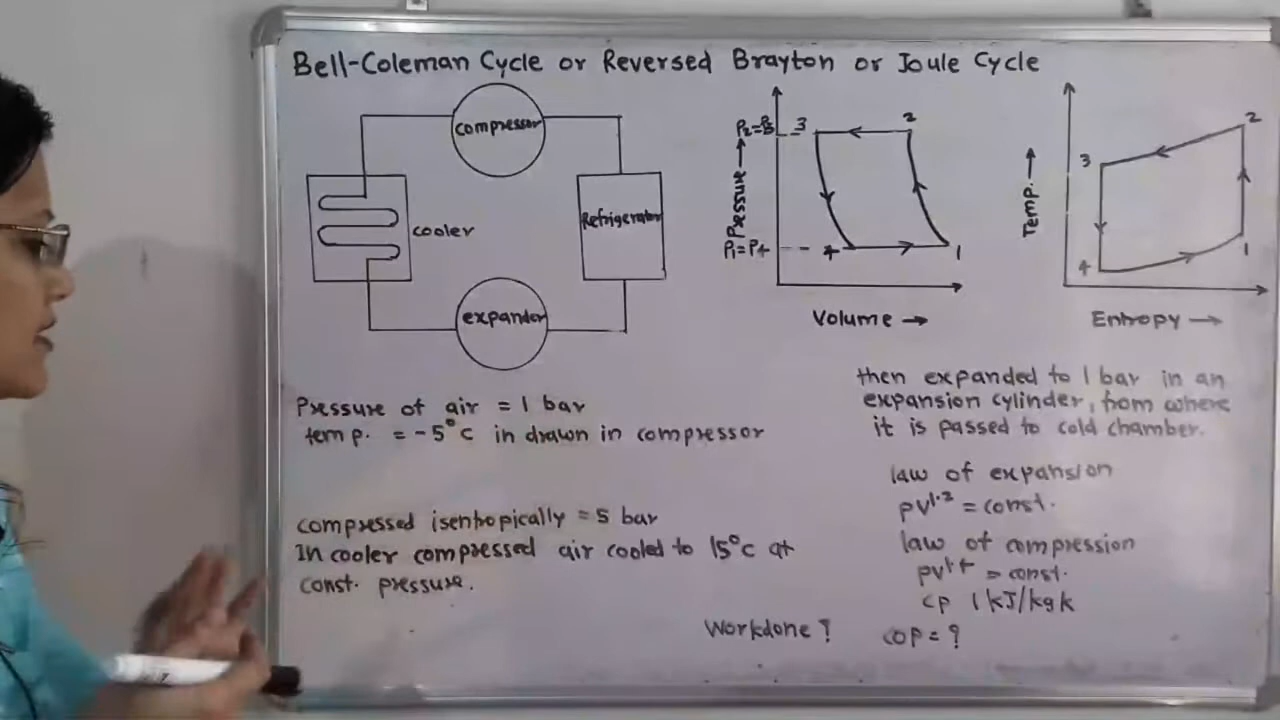 Bell-Coleman Cycle or Reversed Brayton or Joule Cycle
compressor
cooler
Refrigerator
expander
P2=P3
3
2
Pressure →
P1=P4
4
1
Volume →
2
3
Temp. →
4
1
Entropy →
Pressure of air = 1 bar
temp. = -5°C in drawn in compressor
compressed isentropically = 5 bar
In cooler compressed air cooled to 15°C at
const. pressure.
then expanded to 1 bar in an
expansion cylinder, from where
it is passed to cold chamber.
law of expansion
pv^1.2 = const.
law of compression
pv^1.4 = const.
cp 1 kJ/kg k
Workdone ?
COP = ?